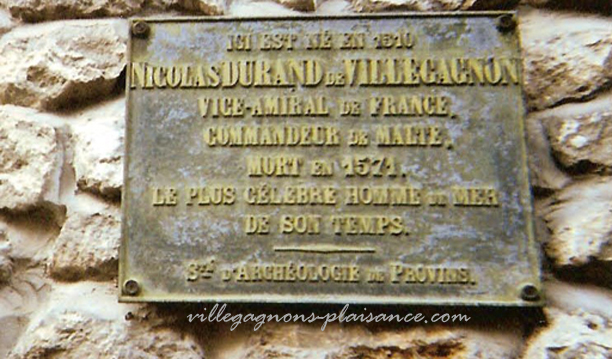 ICI EST NÉ EN 1510
NICOLAS DURAND DE VILLEGAGNON
VICE-AMIRAL DE FRANCE,
COMMANDEUR DE MALTE,
MORT EN 1571.
LE PLUS CÉLÈBRE HOMME DE MER
DE SON TEMPS.
STÉ D'ARCHÉOLOGIE DE PROVINS.
villegagnons-plaisance.com